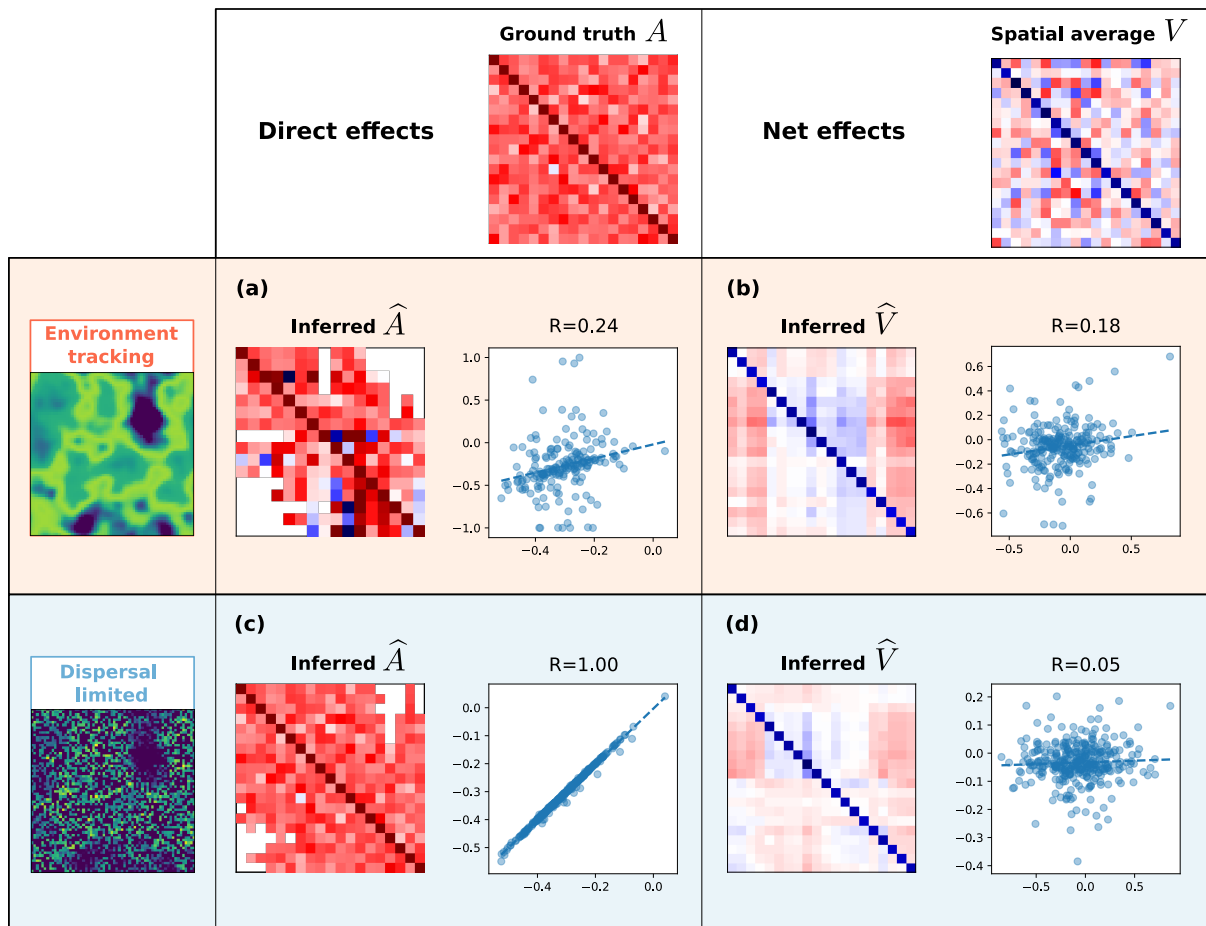 Ground truth A
Spatial average V
Direct effects
Net effects
Environment
tracking
(a)
Inferred Â
R=0.24
1.0
0.5
0.0
−0.5
−1.0
−0.4
−0.2
0.0
(b)
Inferred V̂
R=0.18
0.6
0.4
0.2
0.0
−0.2
−0.4
−0.6
−0.5
0.0
0.5
Dispersal
limited
(c)
Inferred Â
R=1.00
0.0
−0.1
−0.2
−0.3
−0.4
−0.5
−0.4
−0.2
0.0
(d)
Inferred V̂
R=0.05
0.2
0.1
0.0
−0.1
−0.2
−0.3
−0.4
−0.5
0.0
0.5